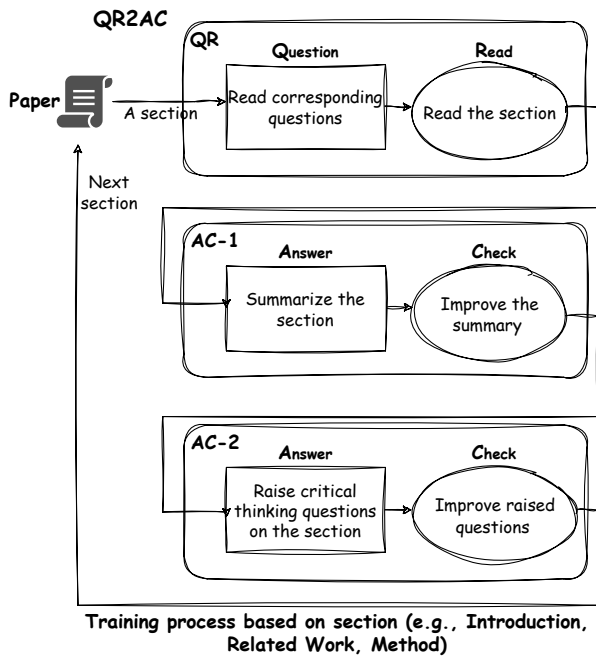 QR2AC
QR
Question
Read
Paper
A section
Read corresponding
questions
Read the section
Next
section
AC-1
Answer
Check
Summarize the
section
Improve the
summary
AC-2
Answer
Check
Raise critical
thinking questions
on the section
Improve raised
questions
Training process based on section (e.g., Introduction,
Related Work, Method)